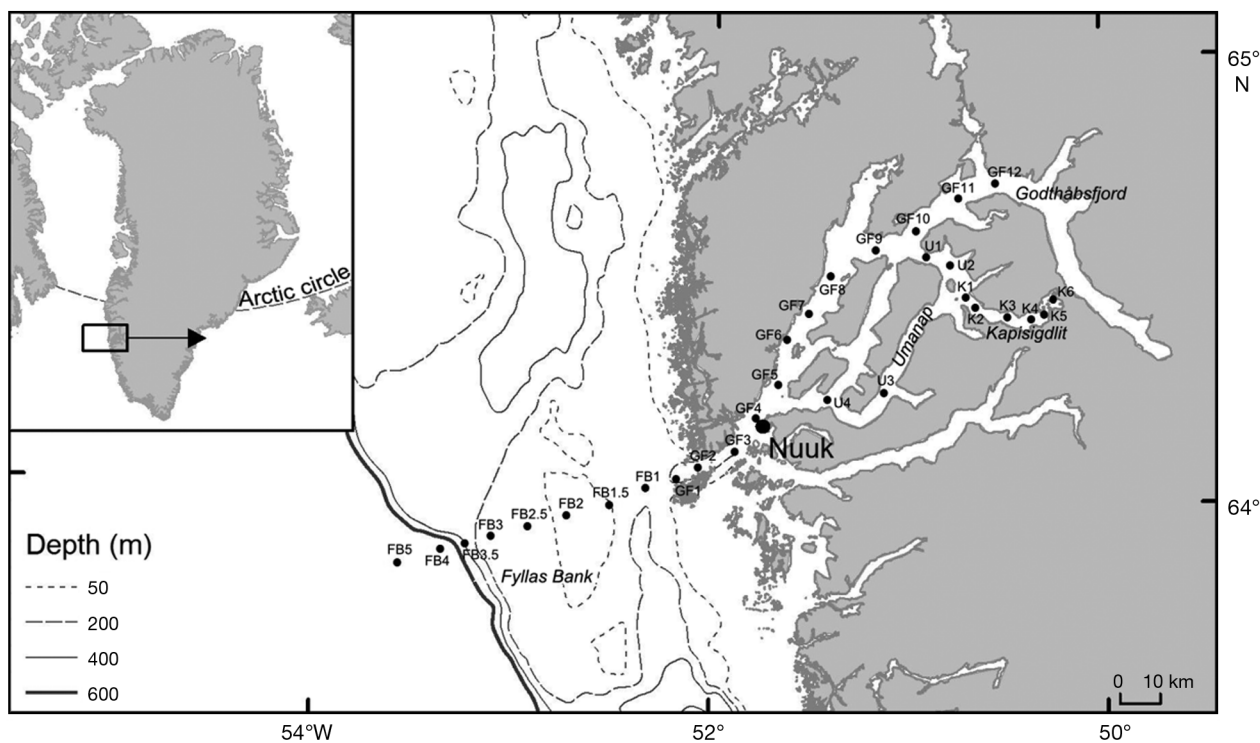 65°
N
GF12
Godthåbsfjord
GF11
GF10
GF9
U1
U2
Arctic circle
GF8
K1
K6
K2
K3
K4
K5
GF7
Kapisigdlit
GF6
Umanap
GF5
U3
U4
GF4
Nuuk
GF3
GF2
GF1
64°
FB1
FB1.5
FB2
FB2.5
FB3
FB3.5
FB4
FB5
Fyllas Bank
Depth (m)
50
200
400
600
0 10 km
54°W
52°
50°